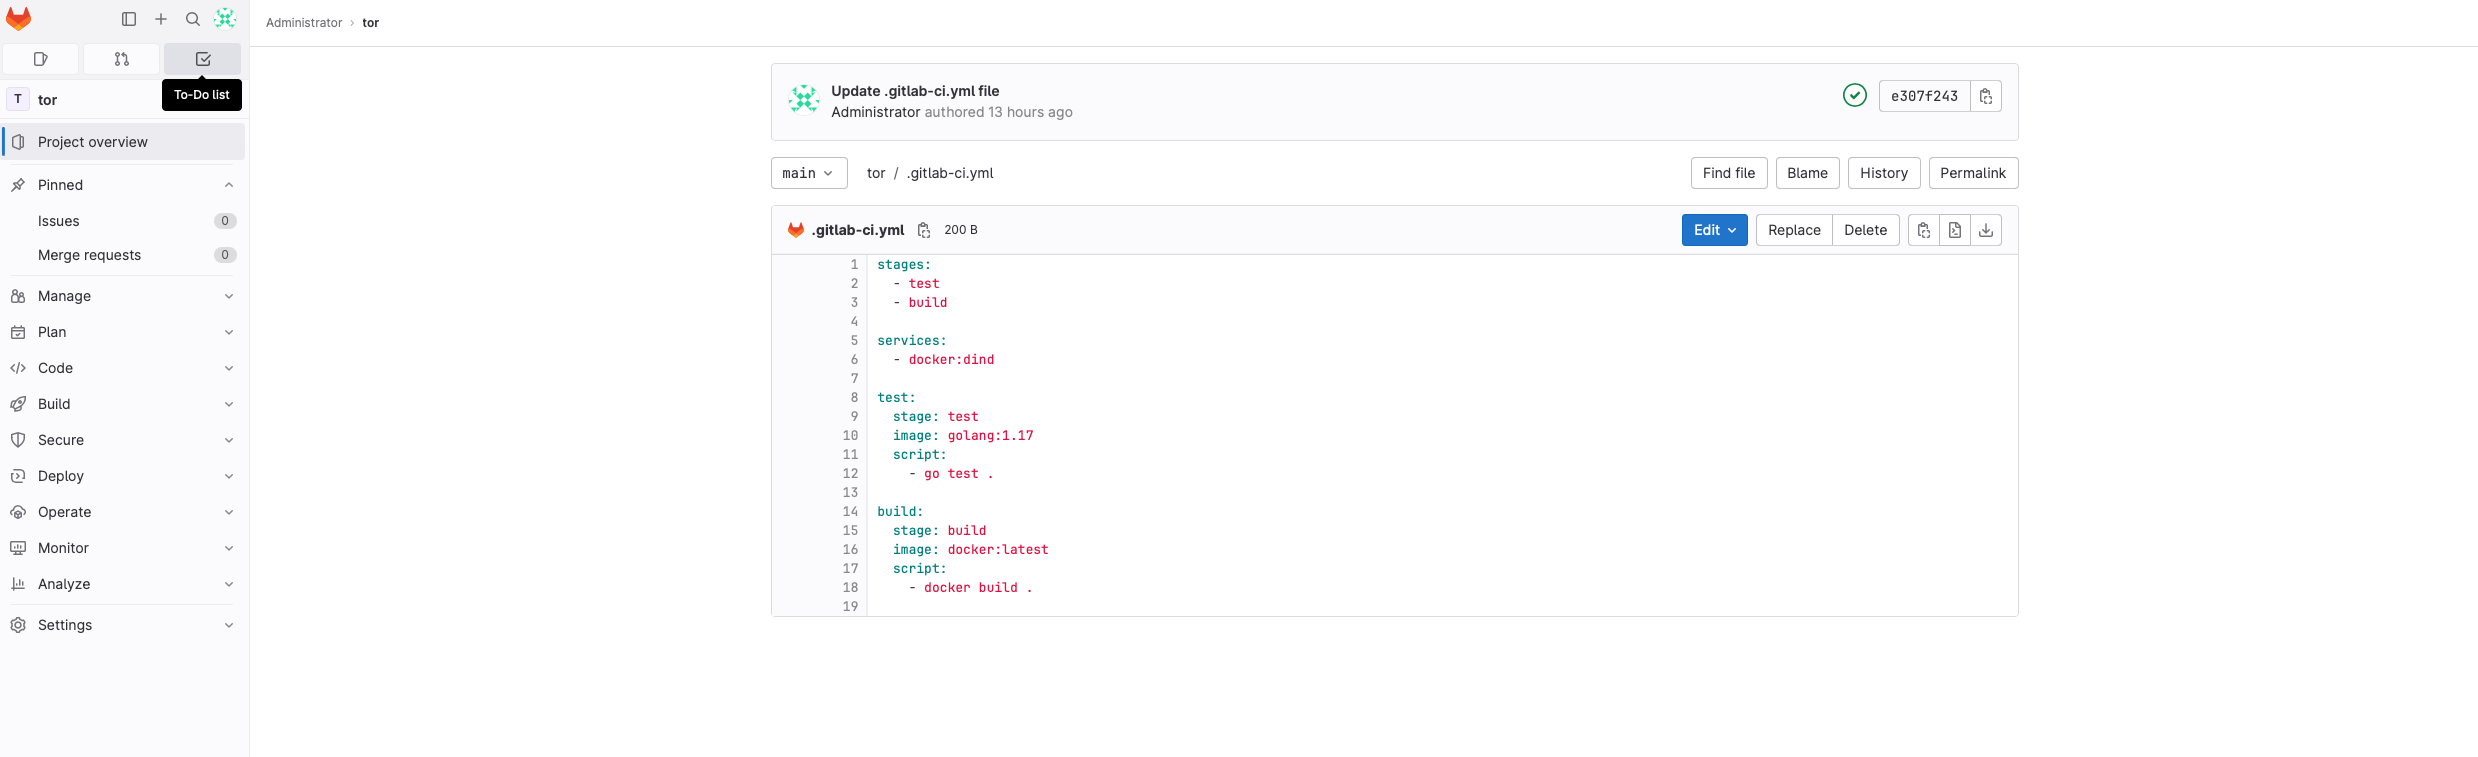 Administrator › tor
To-Do list
T tor
Project overview
Pinned
Issues 0
Merge requests 0
Manage
Plan
Code
Build
Secure
Deploy
Operate
Monitor
Analyze
Settings
Update .gitlab-ci.yml file
Administrator authored 13 hours ago
e307f243
main
tor / .gitlab-ci.yml
Find file
Blame
History
Permalink
.gitlab-ci.yml 200 B
Edit
Replace
Delete
1 stages:
2   - test
3   - build
4
5 services:
6   - docker:dind
7
8 test:
9   stage: test
10   image: golang:1.17
11   script:
12     - go test .
13
14 build:
15   stage: build
16   image: docker:latest
17   script:
18     - docker build .
19